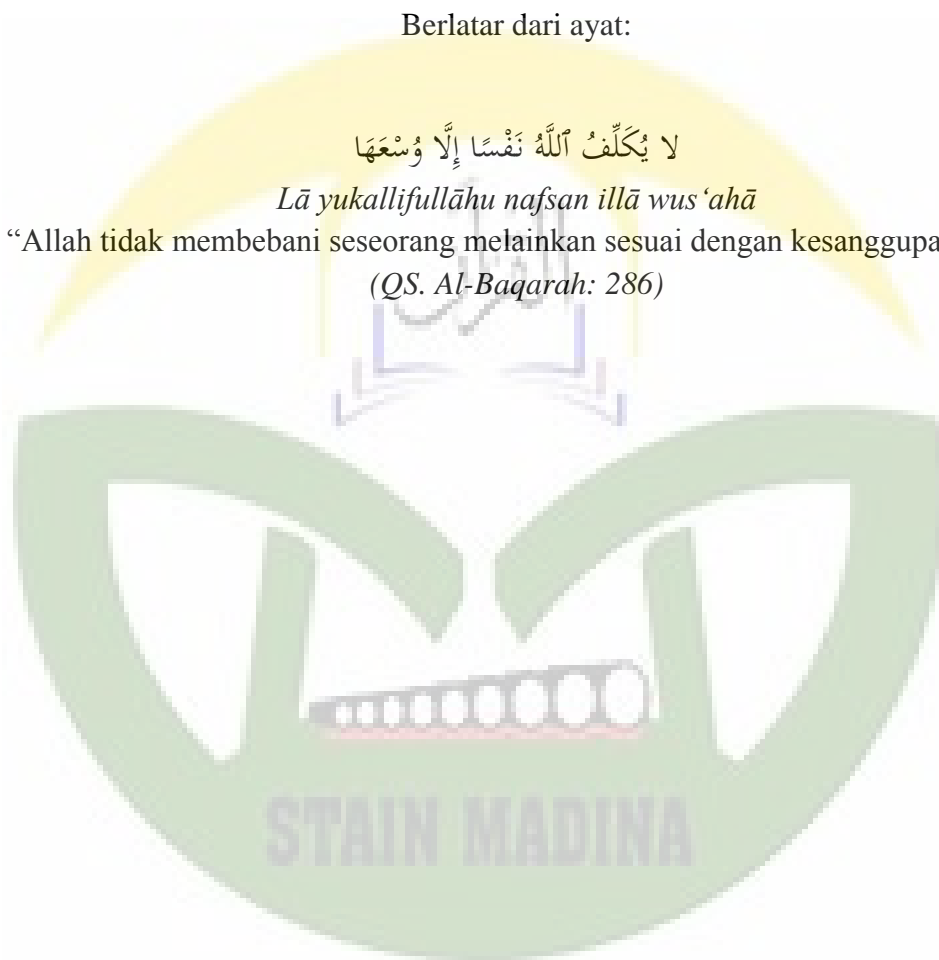 Berlatar dari ayat:
لا يُكَلِّفُ ٱللَّهُ نَفْسًا إِلَّا وُسْعَهَا
Lā yukallifullāhu nafsan illā wus‘ahā
“Allah tidak membebani seseorang melainkan sesuai dengan kesanggupa
(QS. Al-Baqarah: 286)
القرآن
STAIN MADINA